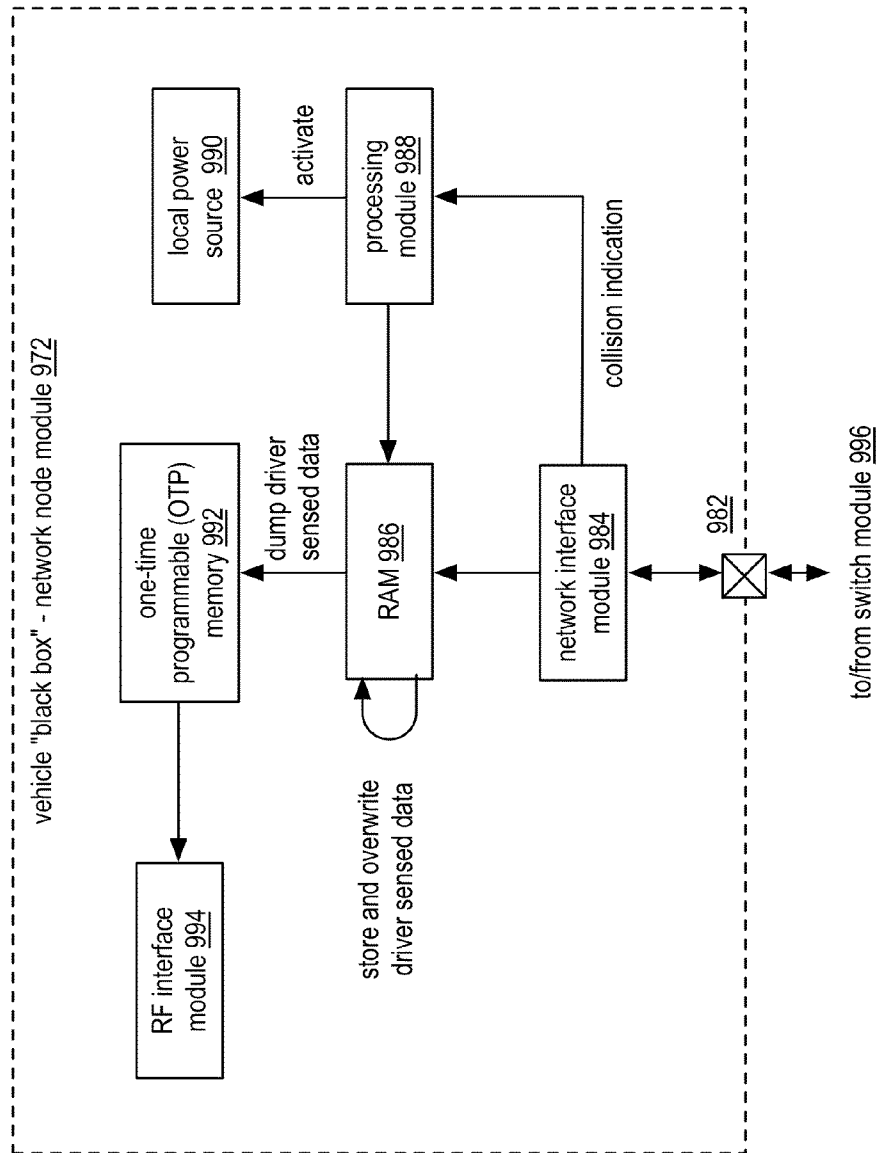 vehicle "black box" - network node module 972
RF interface
module 994
one-time
programmable (OTP)
memory 992
local power
source 990
dump driver
sensed data
activate
store and overwrite
driver sensed data
RAM 986
processing
module 988
network interface
module 984
collision indication
982
to/from switch module 996